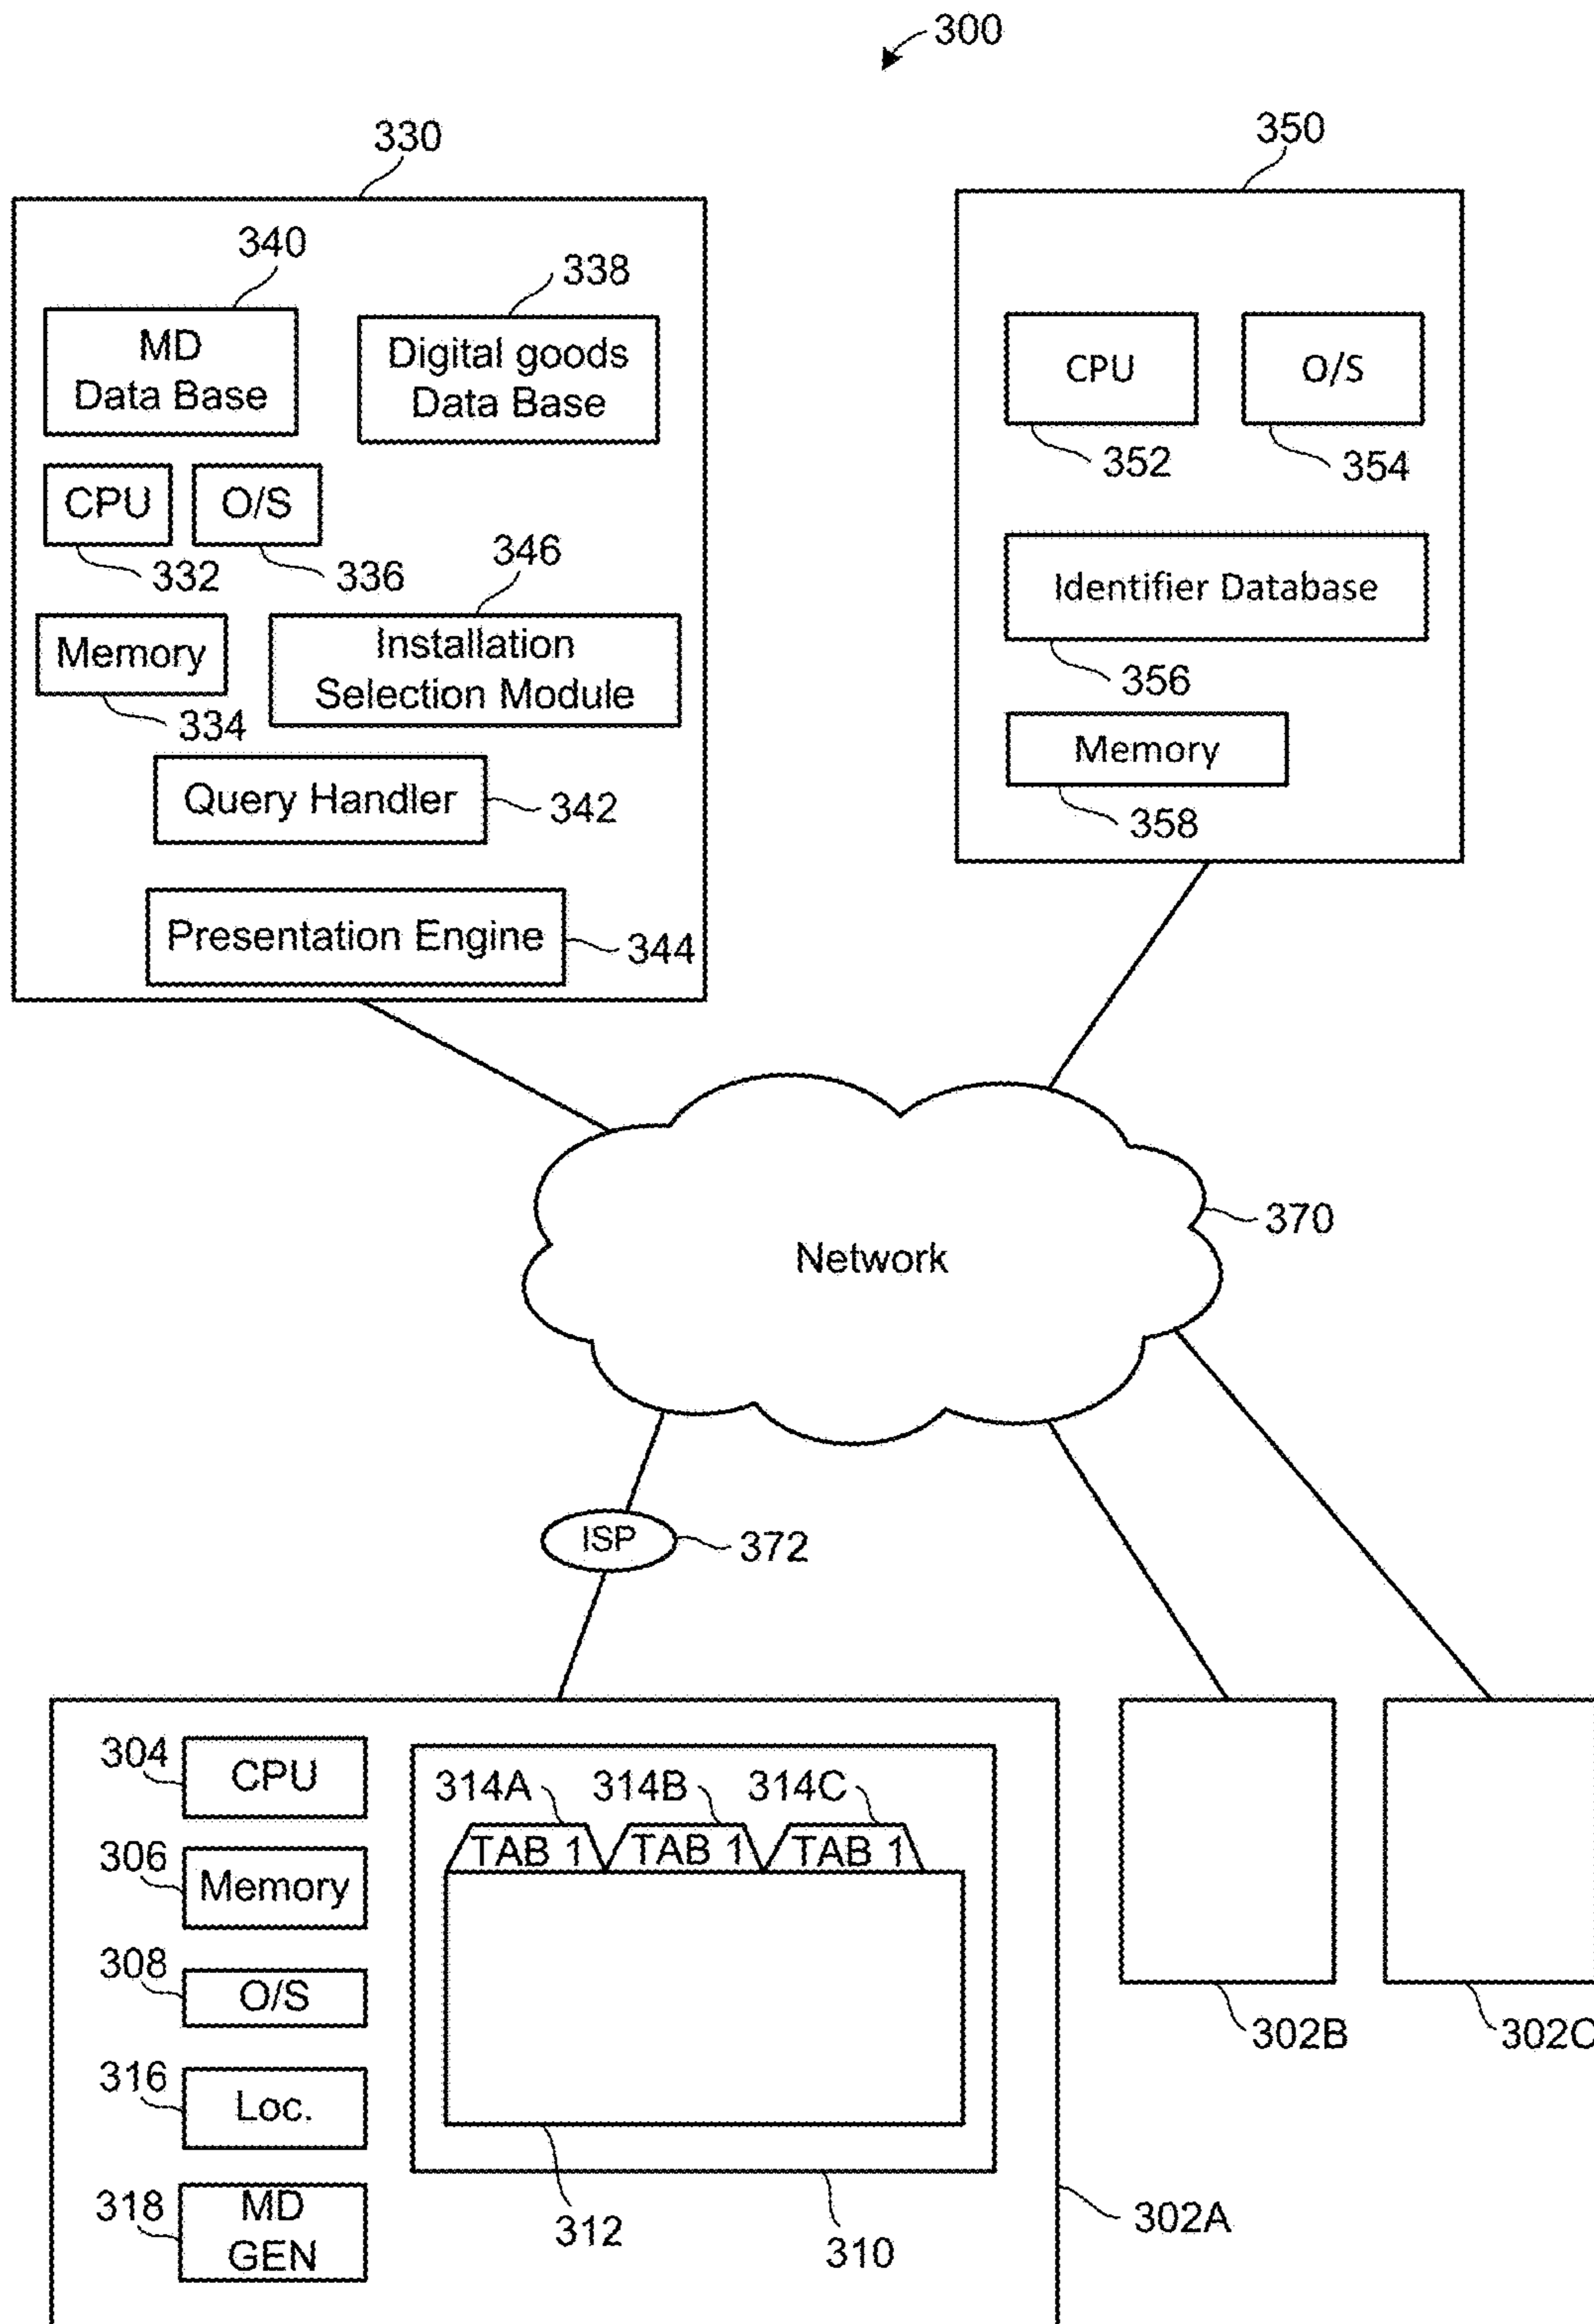 300
330
350
340
338
MD
Data Base
Digital goods
Data Base
CPU
O/S
352
354
CPU
O/S
332
336
346
Identifier Database
356
Memory
Installation
Selection Module
334
Memory
358
Query Handler
342
Presentation Engine
344
Network
370
ISP
372
304
CPU
314A
314B
314C
TAB 1
TAB 1
TAB 1
306
Memory
308
O/S
302B
302C
316
Loc.
318
MD
GEN
312
310
302A